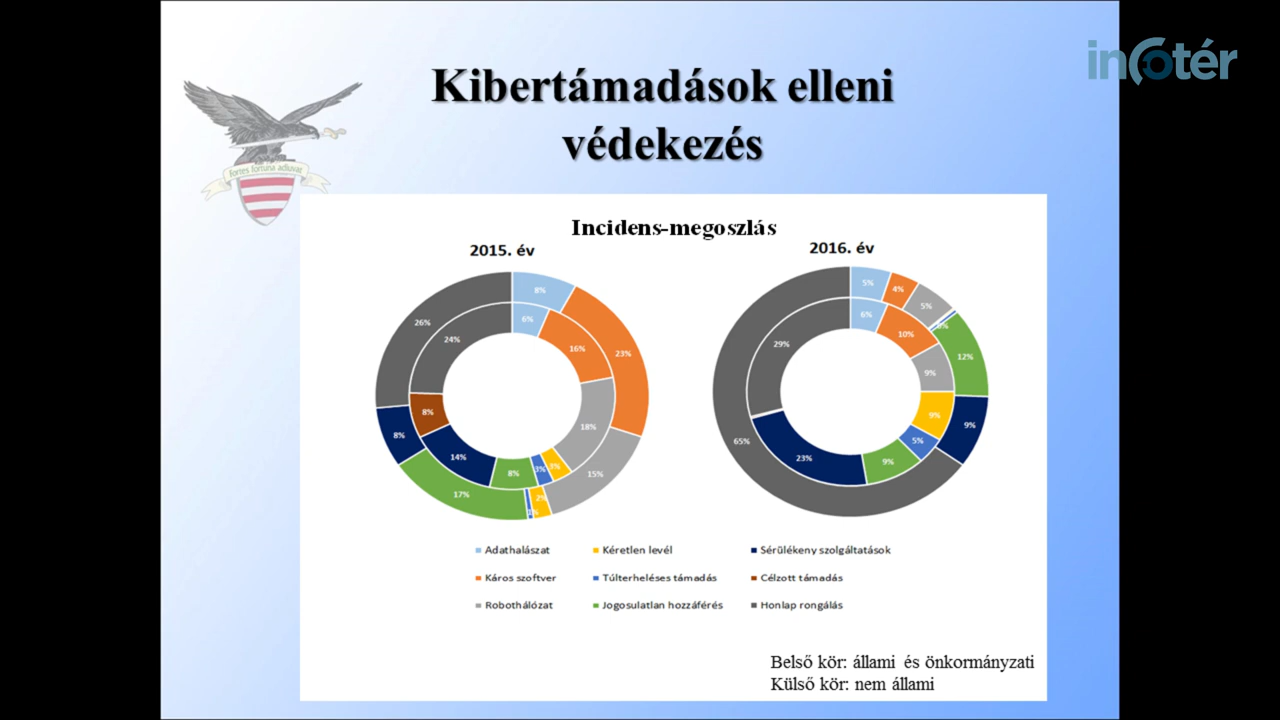 infotér
Kibertámadások elleni
védekezés
Fortes fortuna adiuvat
Incidens-megoszlás
2015. év
2016. év
8%
6%
23%
16%
15%
18%
2%
3%
3%
17%
8%
8%
14%
8%
26%
24%
5%
6%
4%
10%
5%
9%
9%
5%
12%
9%
9%
23%
65%
29%
Adathalászat
Kéretlen levél
Sérülékeny szolgáltatások
Káros szoftver
Túlterheléses támadás
Célzott támadás
Robothálózat
Jogosulatlan hozzáférés
Honlap rongálás
Belső kör: állami és önkormányzati
Külső kör: nem állami